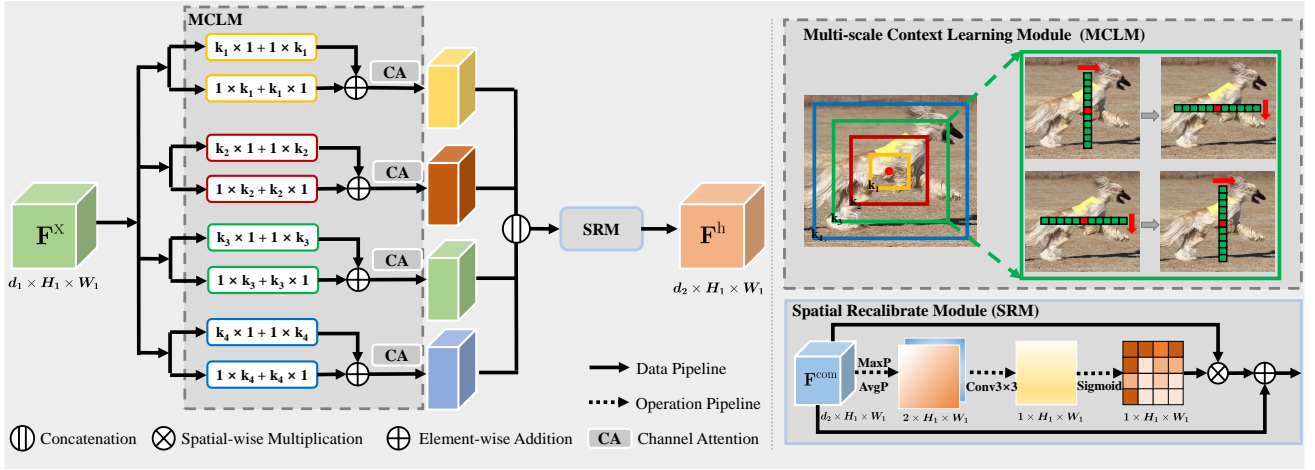 MCLM
k₁ × 1 + 1 × k₁
1 × k₁ + k₁ × 1
CA
k₂ × 1 + 1 × k₂
1 × k₂ + k₂ × 1
CA
Fˣ
d₁ × H₁ × W₁
k₃ × 1 + 1 × k₃
1 × k₃ + k₃ × 1
CA
k₄ × 1 + 1 × k₄
1 × k₄ + k₄ × 1
CA
SRM
Fʰ
d₂ × H₁ × W₁
Data Pipeline
Operation Pipeline
Concatenation
Spatial-wise Multiplication
Element-wise Addition
CA Channel Attention
Multi-scale Context Learning Module (MCLM)
k₁
k₂
k₃
k₄
Spatial Recalibrate Module (SRM)
Fᶜᵒᵐ
d₂ × H₁ × W₁
MaxP
AvgP
2 × H₁ × W₁
Conv3×3
1 × H₁ × W₁
Sigmoid
1 × H₁ × W₁